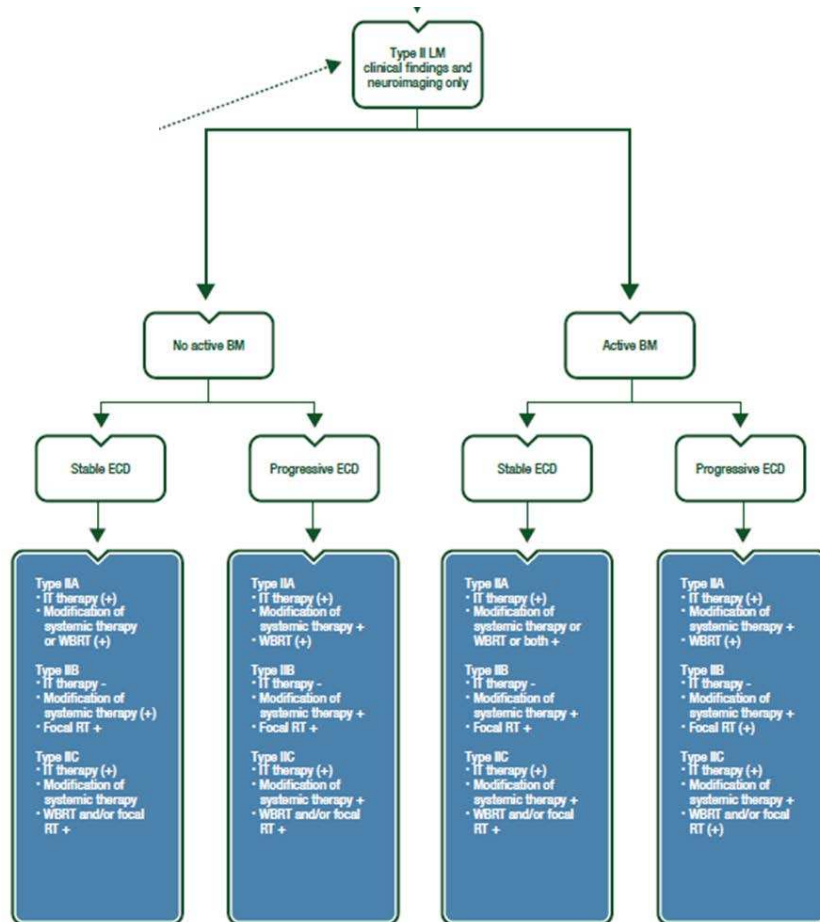 Type II LM
clinical findings and
neuroimaging only
No active BM
Active BM
Stable ECD
Progressive ECD
Stable ECD
Progressive ECD
Type IIA
• IT therapy (+)
• Modification of
systemic therapy
or WBRT (+)
Type IIB
• IT therapy -
• Modification of
systemic therapy (+)
• Focal RT +
Type IIC
• IT therapy (+)
• Modification of
systemic therapy
• WBRT and/or focal
RT +
Type IIA
• IT therapy (+)
• Modification of
systemic therapy +
• WBRT (+)
Type IIB
• IT therapy -
• Modification of
systemic therapy +
• Focal RT +
Type IIC
• IT therapy (+)
• Modification of
systemic therapy +
• WBRT and/or focal
RT +
Type IIA
• IT therapy (+)
• Modification of
systemic therapy or
WBRT or both +
Type IIB
• IT therapy -
• Modification of
systemic therapy +
• Focal RT +
Type IIC
• IT therapy (+)
• Modification of
systemic therapy +
• WBRT and/or focal
RT +
Type IIA
• IT therapy (+)
• Modification of
systemic therapy +
• WBRT (+)
Type IIB
• IT therapy -
• Modification of
systemic therapy +
• Focal RT (+)
Type IIC
• IT therapy (+)
• Modification of
systemic therapy +
• WBRT and/or focal
RT (+)